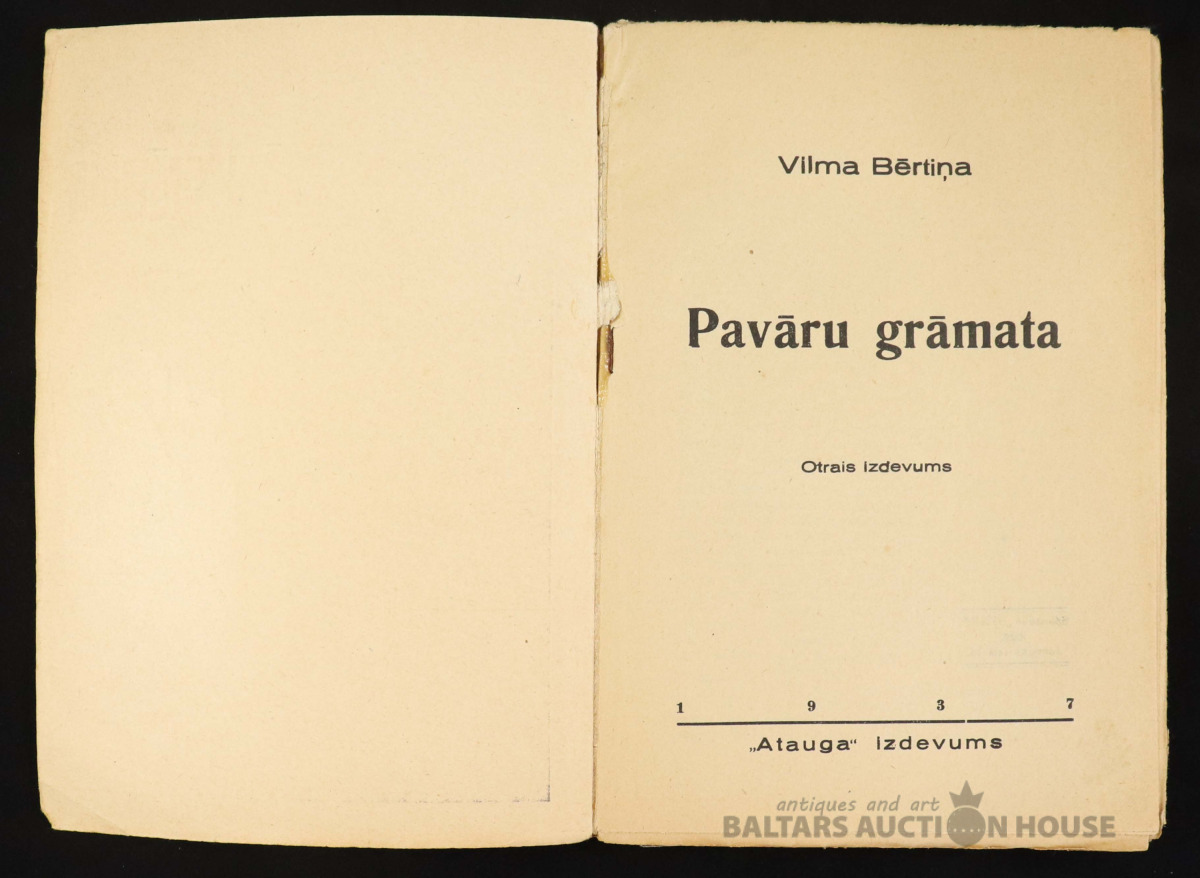 Vilma Bērtiņa
Pavāru grāmata
Otrais izdevums
1 9 3 7
„Atauga“ izdevums
antiques and art
BALTARS AUCTION HOUSE